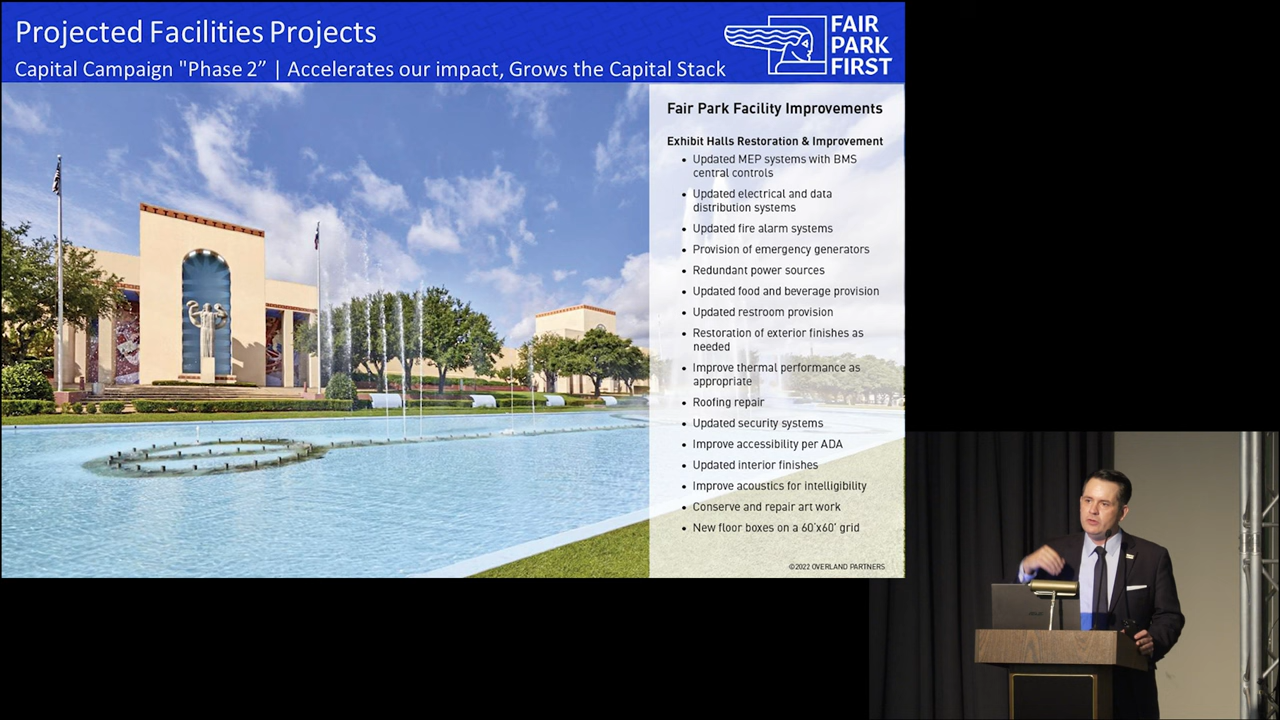 Projected Facilities Projects
Capital Campaign "Phase 2” | Accelerates our impact, Grows the Capital Stack
FAIR
PARK
FIRST
Fair Park Facility Improvements
Exhibit Halls Restoration & Improvement
• Updated MEP systems with BMS
central controls
• Updated electrical and data
distribution systems
• Updated fire alarm systems
• Provision of emergency generators
• Redundant power sources
• Updated food and beverage provision
• Updated restroom provision
• Restoration of exterior finishes as
needed
• Improve thermal performance as
appropriate
• Roofing repair
• Updated security systems
• Improve accessibility per ADA
• Updated interior finishes
• Improve acoustics for intelligibility
• Conserve and repair art work
• New floor boxes on a 60'x60' grid
©2022 OVERLAND PARTNERS